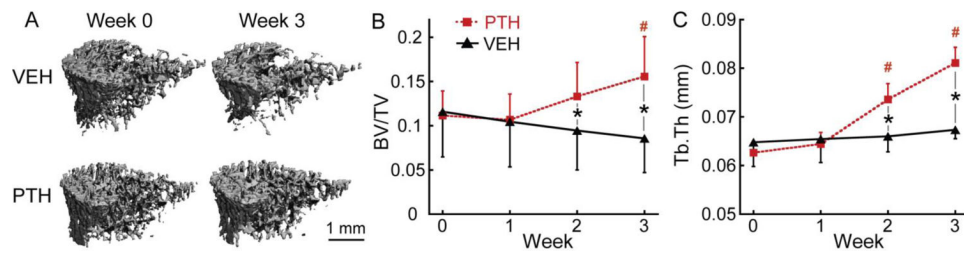 A
Week 0
Week 3
VEH
PTH
1 mm
B
PTH
VEH
BV/TV
0.2
0.15
0.1
0.05
0
#
*
*
0
1
2
3
Week
C
Tb.Th (mm)
0.09
0.08
0.07
0.06
0.05
#
#
*
*
0
1
2
3
Week